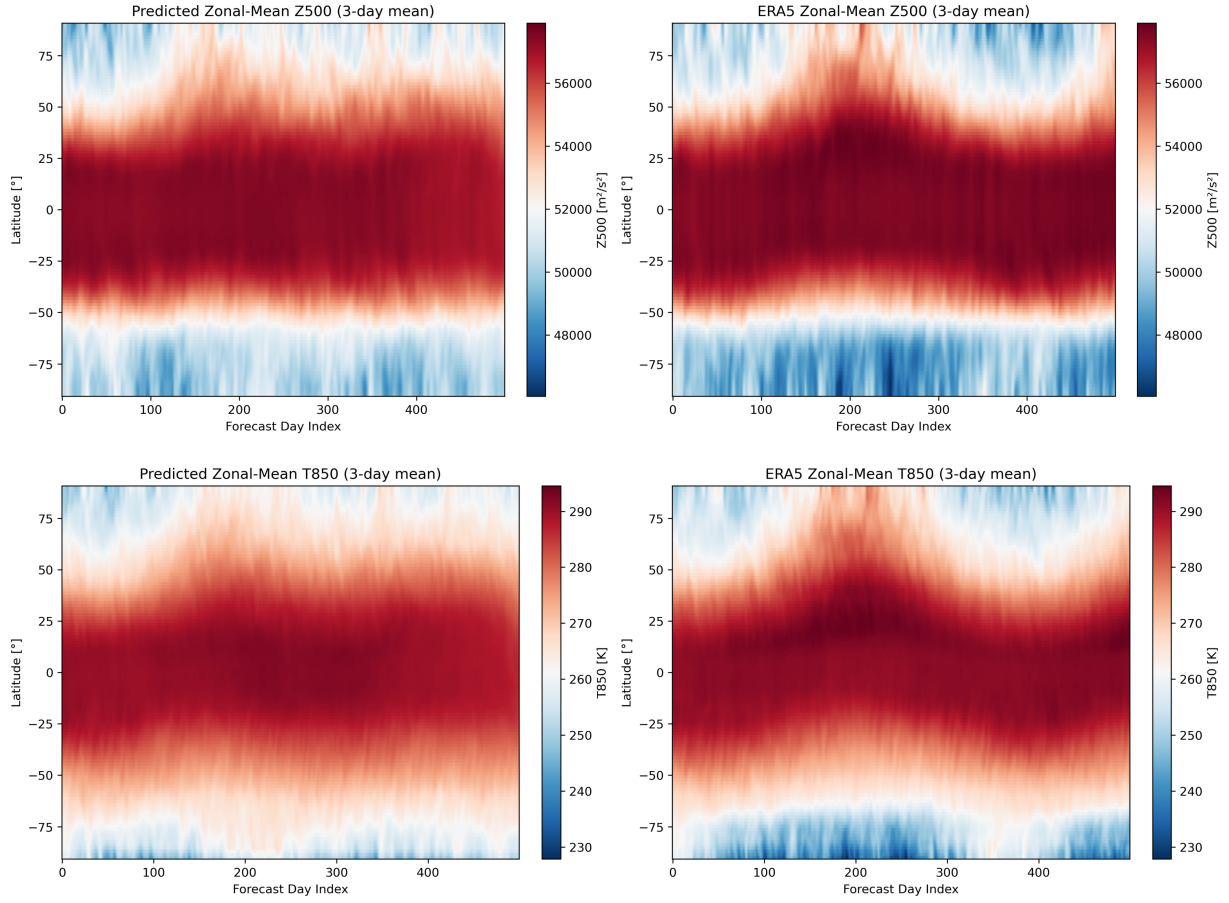 Predicted Zonal-Mean Z500 (3-day mean)
75
50
25
0
−25
−50
−75
Latitude [°]
0 100 200 300 400
Forecast Day Index
56000
54000
52000
50000
48000
Z500 [m²/s²]
ERA5 Zonal-Mean Z500 (3-day mean)
75
50
25
0
−25
−50
−75
Latitude [°]
0 100 200 300 400
Forecast Day Index
56000
54000
52000
50000
48000
Z500 [m²/s²]
Predicted Zonal-Mean T850 (3-day mean)
75
50
25
0
−25
−50
−75
Latitude [°]
0 100 200 300 400
Forecast Day Index
290
280
270
260
250
240
230
T850 [K]
ERA5 Zonal-Mean T850 (3-day mean)
75
50
25
0
−25
−50
−75
Latitude [°]
0 100 200 300 400
Forecast Day Index
290
280
270
260
250
240
230
T850 [K]